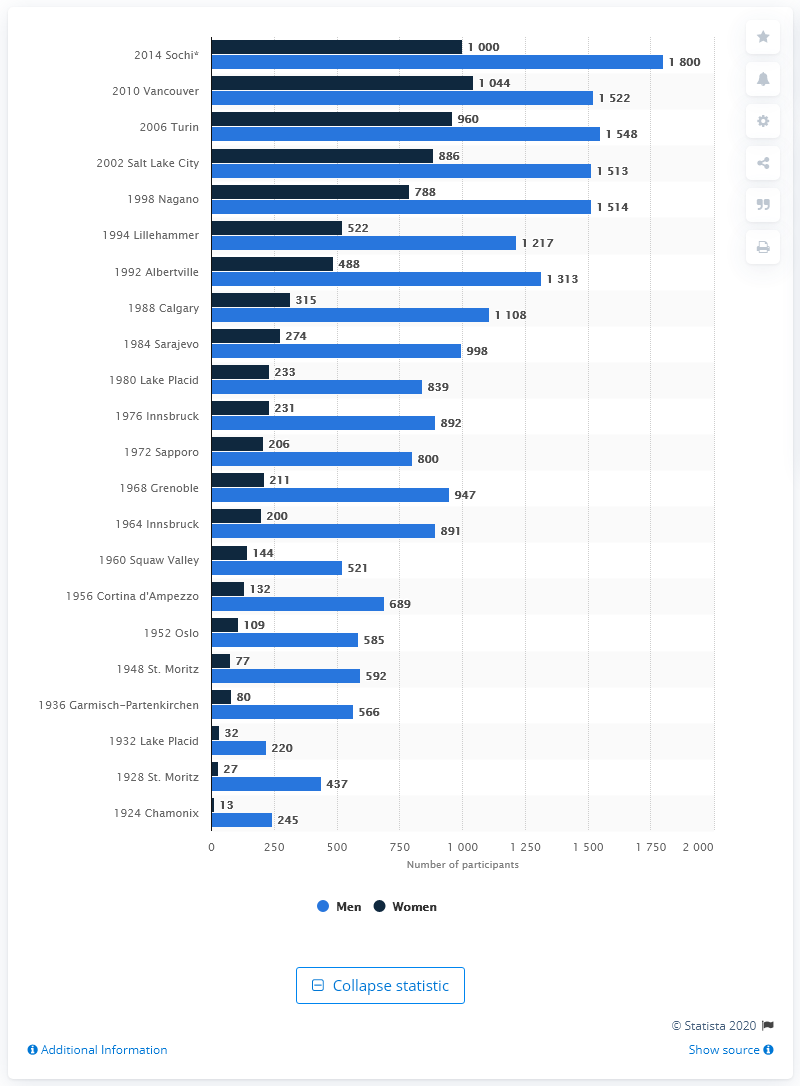 2014 Sochi* 1 000
1 800
2010 Vancouver 1 044
1 522
2006 Turin 960
1 548
2002 Salt Lake City 886
1 513
1998 Nagano 788
1 514
1994 Lillehammer 522
1 217
1992 Albertville 488
1 313
1988 Calgary 315
1 108
1984 Sarajevo 274
998
1980 Lake Placid 233
839
1976 Innsbruck 231
892
1972 Sapporo 206
800
1968 Grenoble 211
947
1964 Innsbruck 200
891
1960 Squaw Valley 144
521
1956 Cortina d'Ampezzo 132
689
1952 Oslo 109
585
1948 St. Moritz 77
592
1936 Garmisch-Partenkirchen 80
566
1932 Lake Placid 32
220
1928 St. Moritz 27
437
1924 Chamonix 13
245
0 250 500 750 1 000 1 250 1 500 1 750 2 000
Number of participants
Men Women
Collapse statistic
© Statista 2020
Additional Information Show source